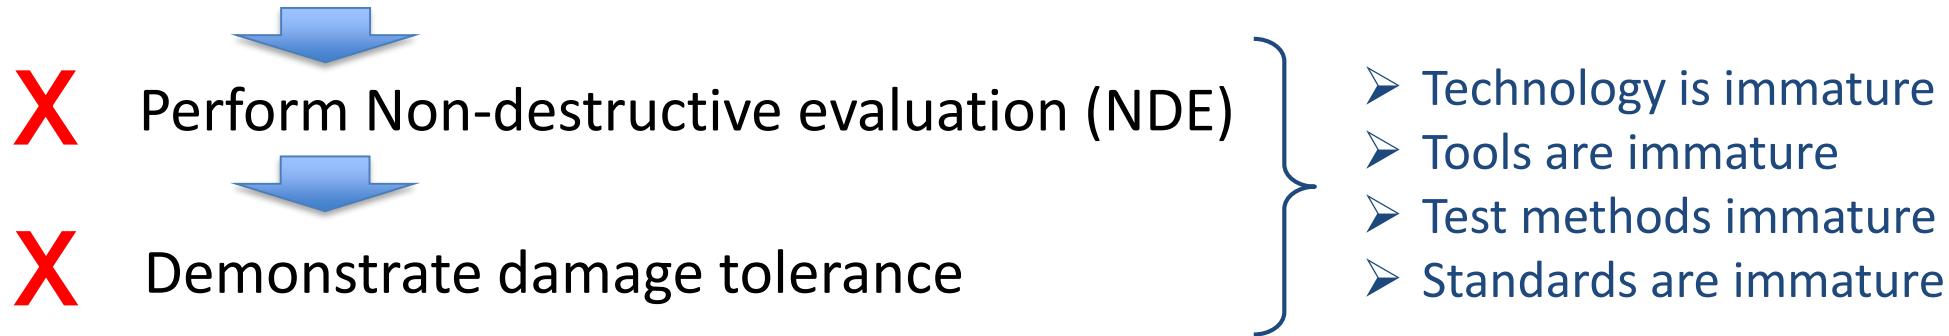 X Perform Non-destructive evaluation (NDE)
X Demonstrate damage tolerance
➢ Technology is immature
➢ Tools are immature
➢ Test methods immature
➢ Standards are immature